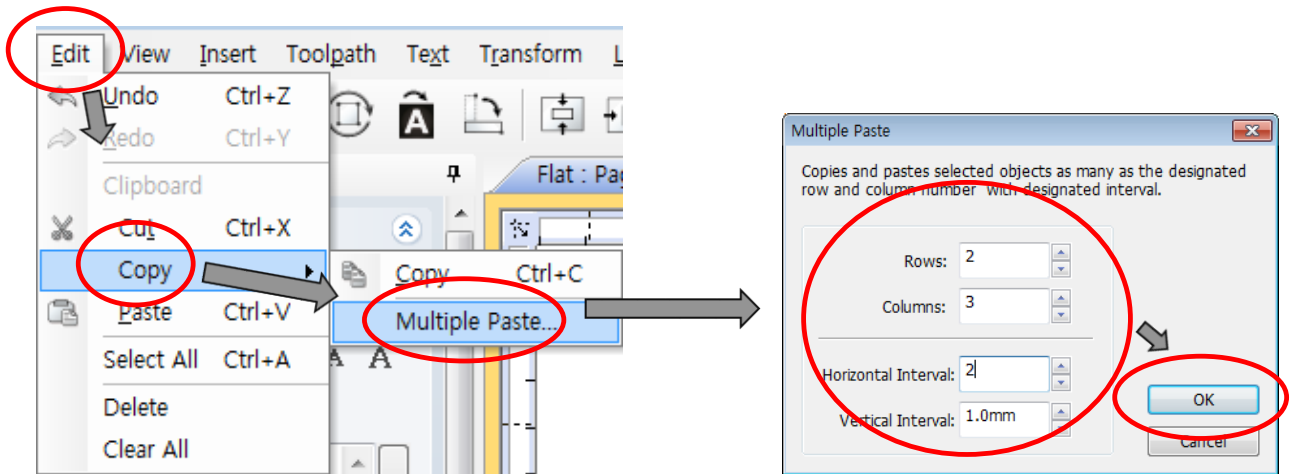 Edit View Insert Toolpath Text Transform L
Undo Ctrl+Z
Redo Ctrl+Y
Clipboard
Cut Ctrl+X
Copy
Paste Ctrl+V
Select All Ctrl+A
Delete
Clear All
A
Flat : Pag
Copy Ctrl+C
Multiple Paste...
A A
Multiple Paste
Copies and pastes selected objects as many as the designated
row and column number with designated interval.
Rows: 2
Columns: 3
Horizontal Interval: 2
Vertical Interval: 1.0mm
OK
Cancel